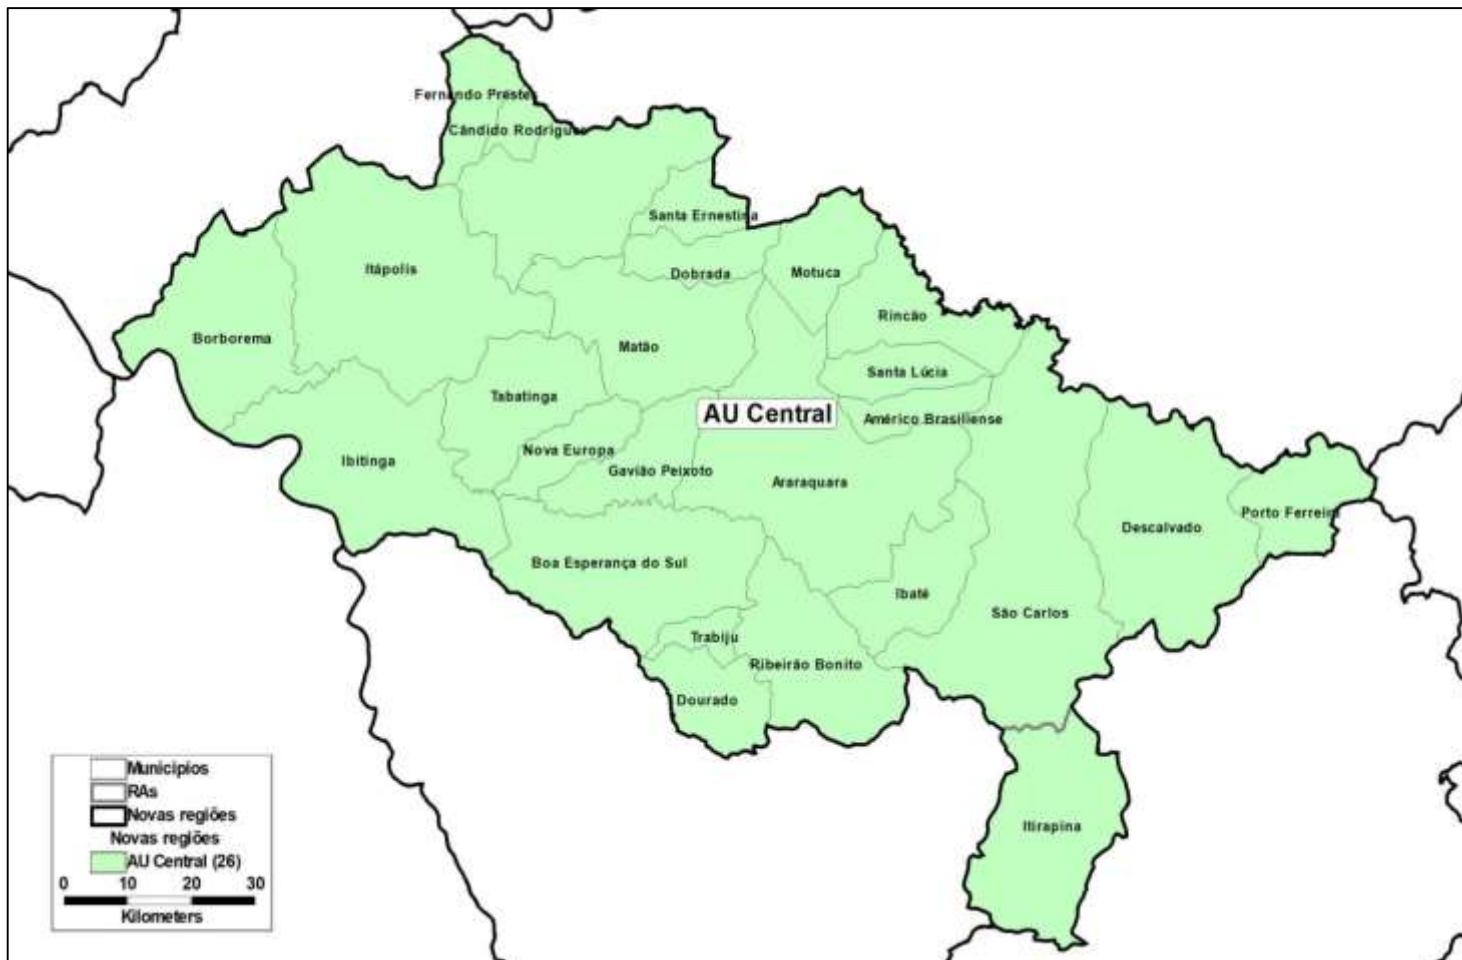 Fernando Prestes
Cândido Rodrigue
Santa Ernestina
Itápolis
Dobrada
Motuca
Rincão
Borborema
Matão
Santa Lúcia
Tabatinga
AU Central
Américo Brasiliense
Nova Europa
Ibitinga
Gavião Peixoto
Araraquara
Porto Ferreira
Descalvado
Boa Esperança do Sul
Ibaté
São Carlos
Trabiju
Ribeirão Bonito
Dourado
Itirapina
Municípios
RAs
Novas regiões
Novas regiões
AU Central (26)
0 10 20 30
Kilometers